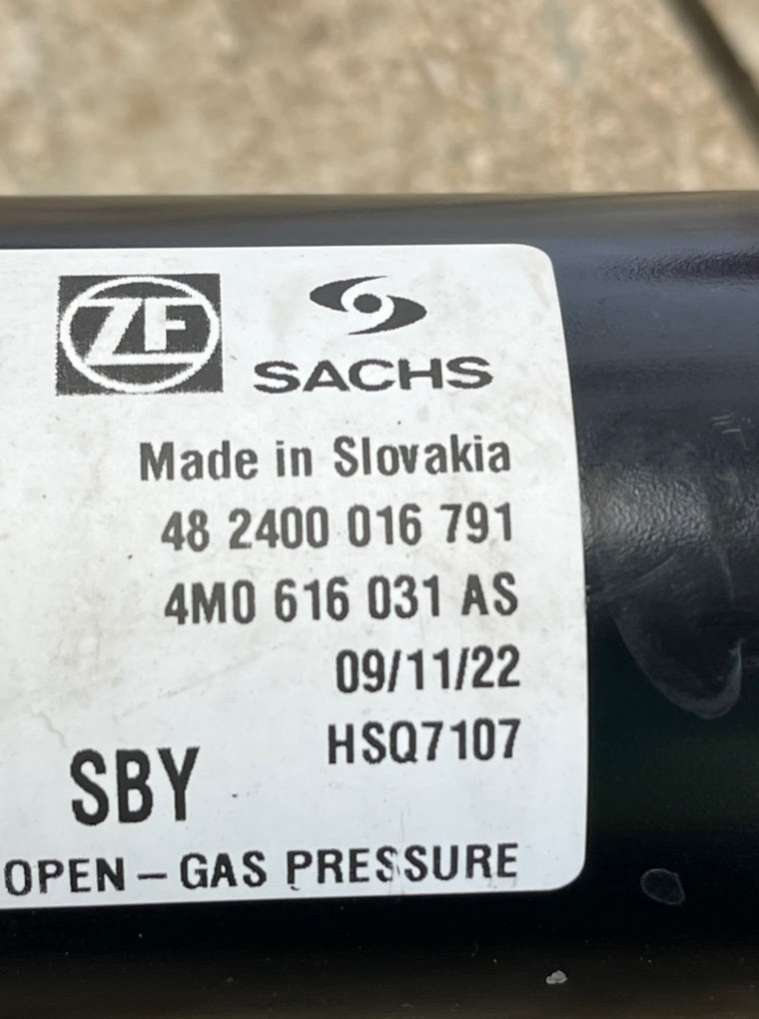 ZF
SACHS
Made in Slovakia
48 2400 016 791
4M0 616 031 AS
09/11/22
HSQ7107
SBY
OPEN – GAS PRESSURE